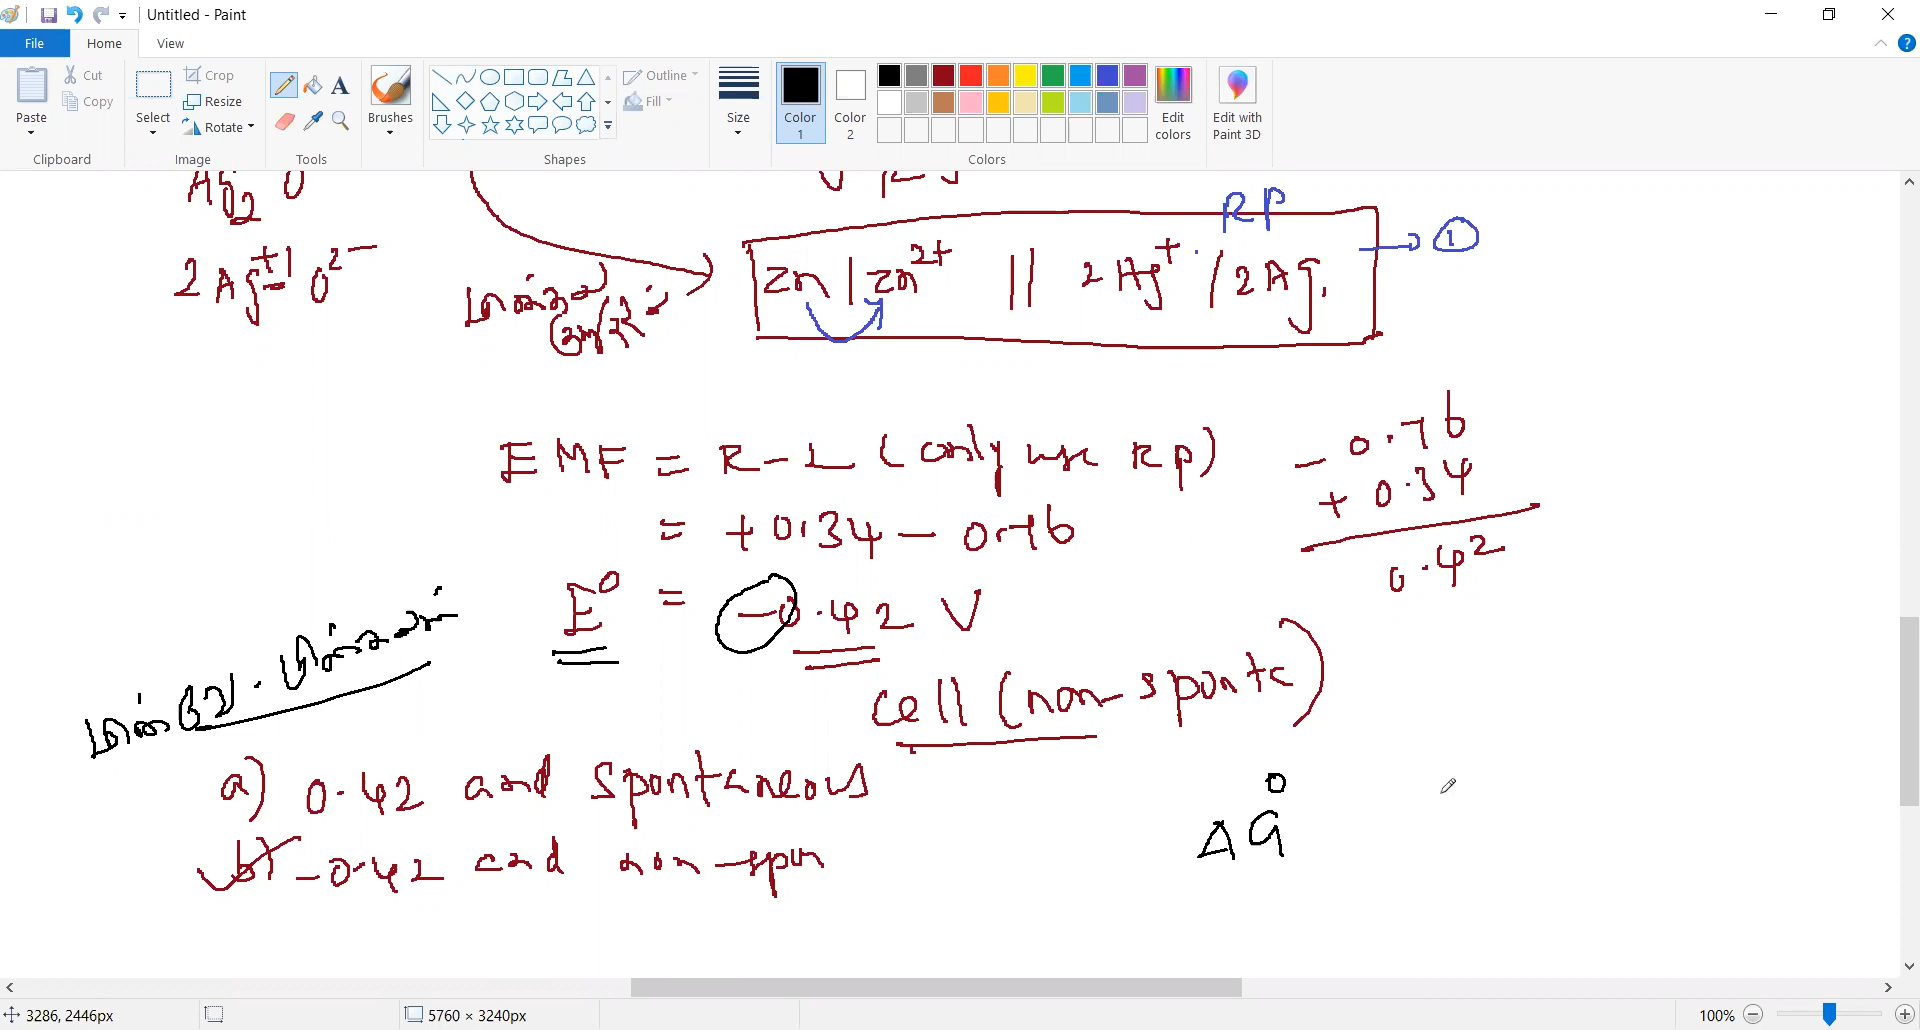 Untitled - Paint
File
Home
View
Paste
Cut
Copy
Clipboard
Select
Crop
Resize
Rotate
Image
Tools
Brushes
Shapes
Outline
Fill
Size
Color 1
Color 2
Colors
Edit colors
Edit with Paint 3D
Ag2 O
RP
2 Ag+1 O2-
Zn | Zn2+ || 2 Ag+ / 2 Ag,
1
EMF = R - L (only use RP)
= +0.34 - 0.76
E0 = -0.42 V
- 0.76
+ 0.34
0.42
cell (non-sponte)
a) 0.42 and spontaneous
b) -0.42 and non-spon
ΔG0
3286, 2446px
5760 × 3240px
100%